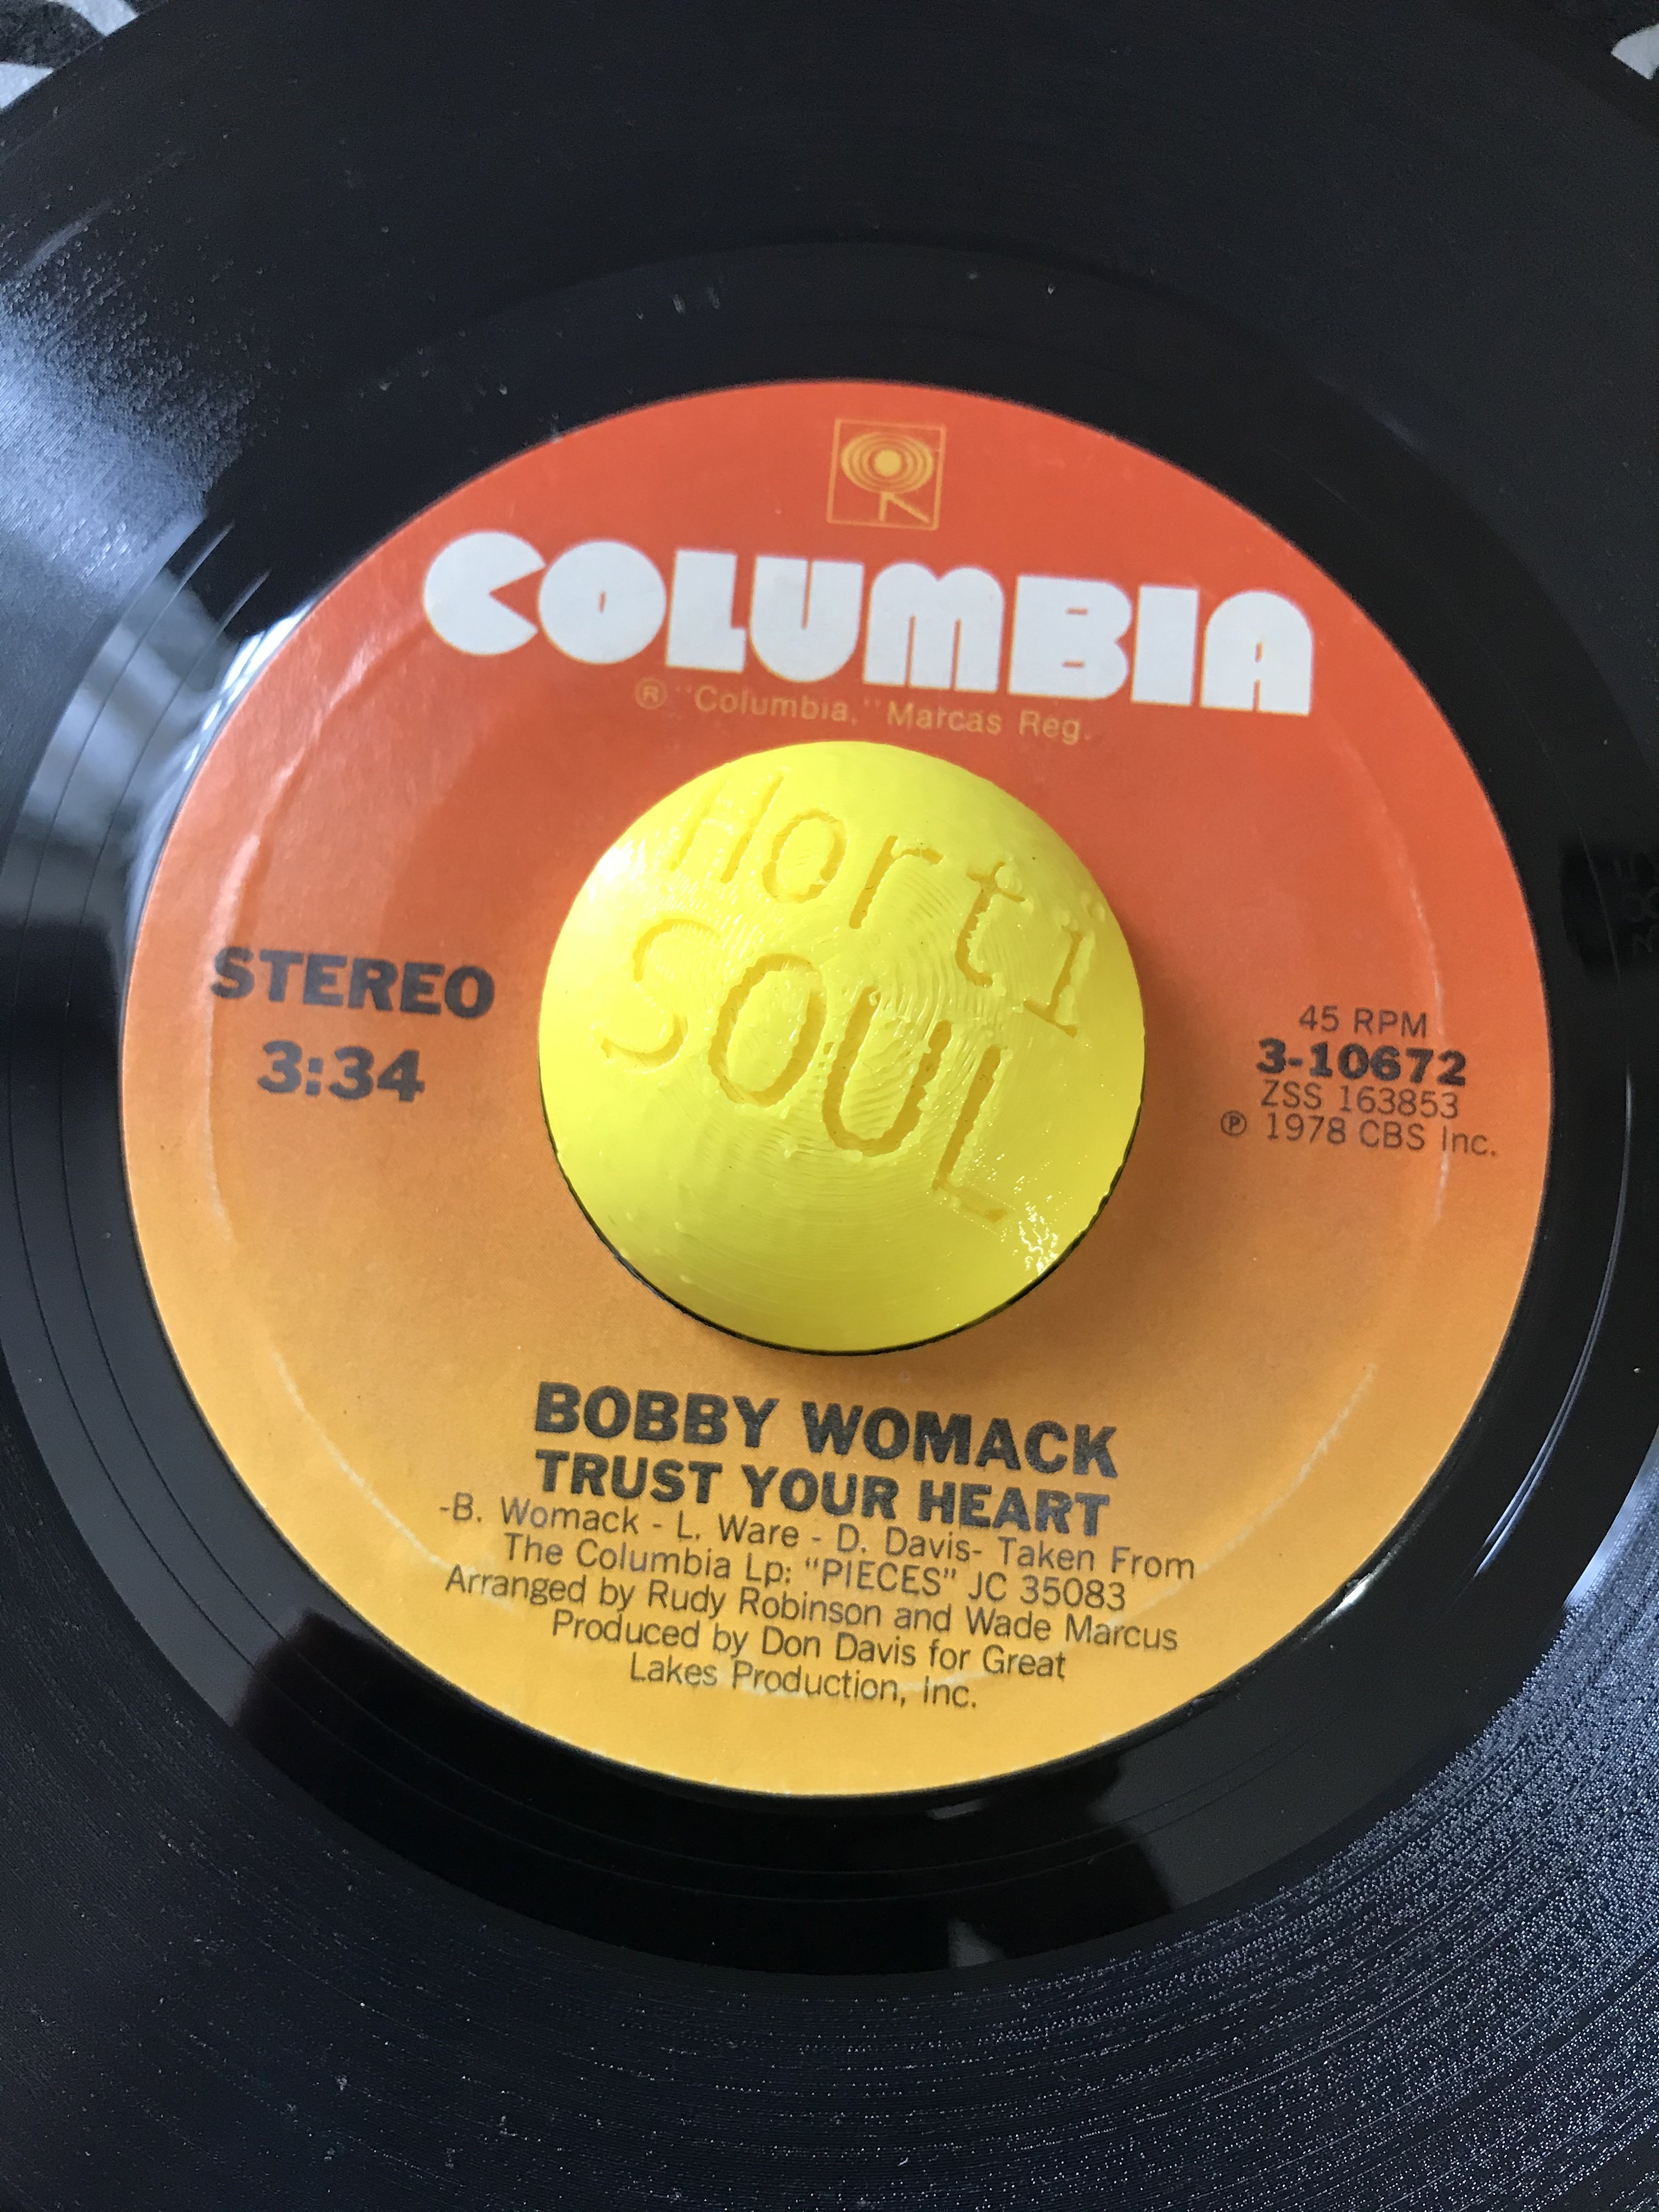 COLUMBIA
® "Columbia," Marcas Reg.
Horti
SOUL
STEREO
3:34
45 RPM
3-10672
ZSS 163853
℗ 1978 CBS Inc.
BOBBY WOMACK
TRUST YOUR HEART
-B. Womack - L. Ware - D. Davis- Taken From
The Columbia Lp: "PIECES" JC 35083
Arranged by Rudy Robinson and Wade Marcus
Produced by Don Davis for Great
Lakes Production, Inc.